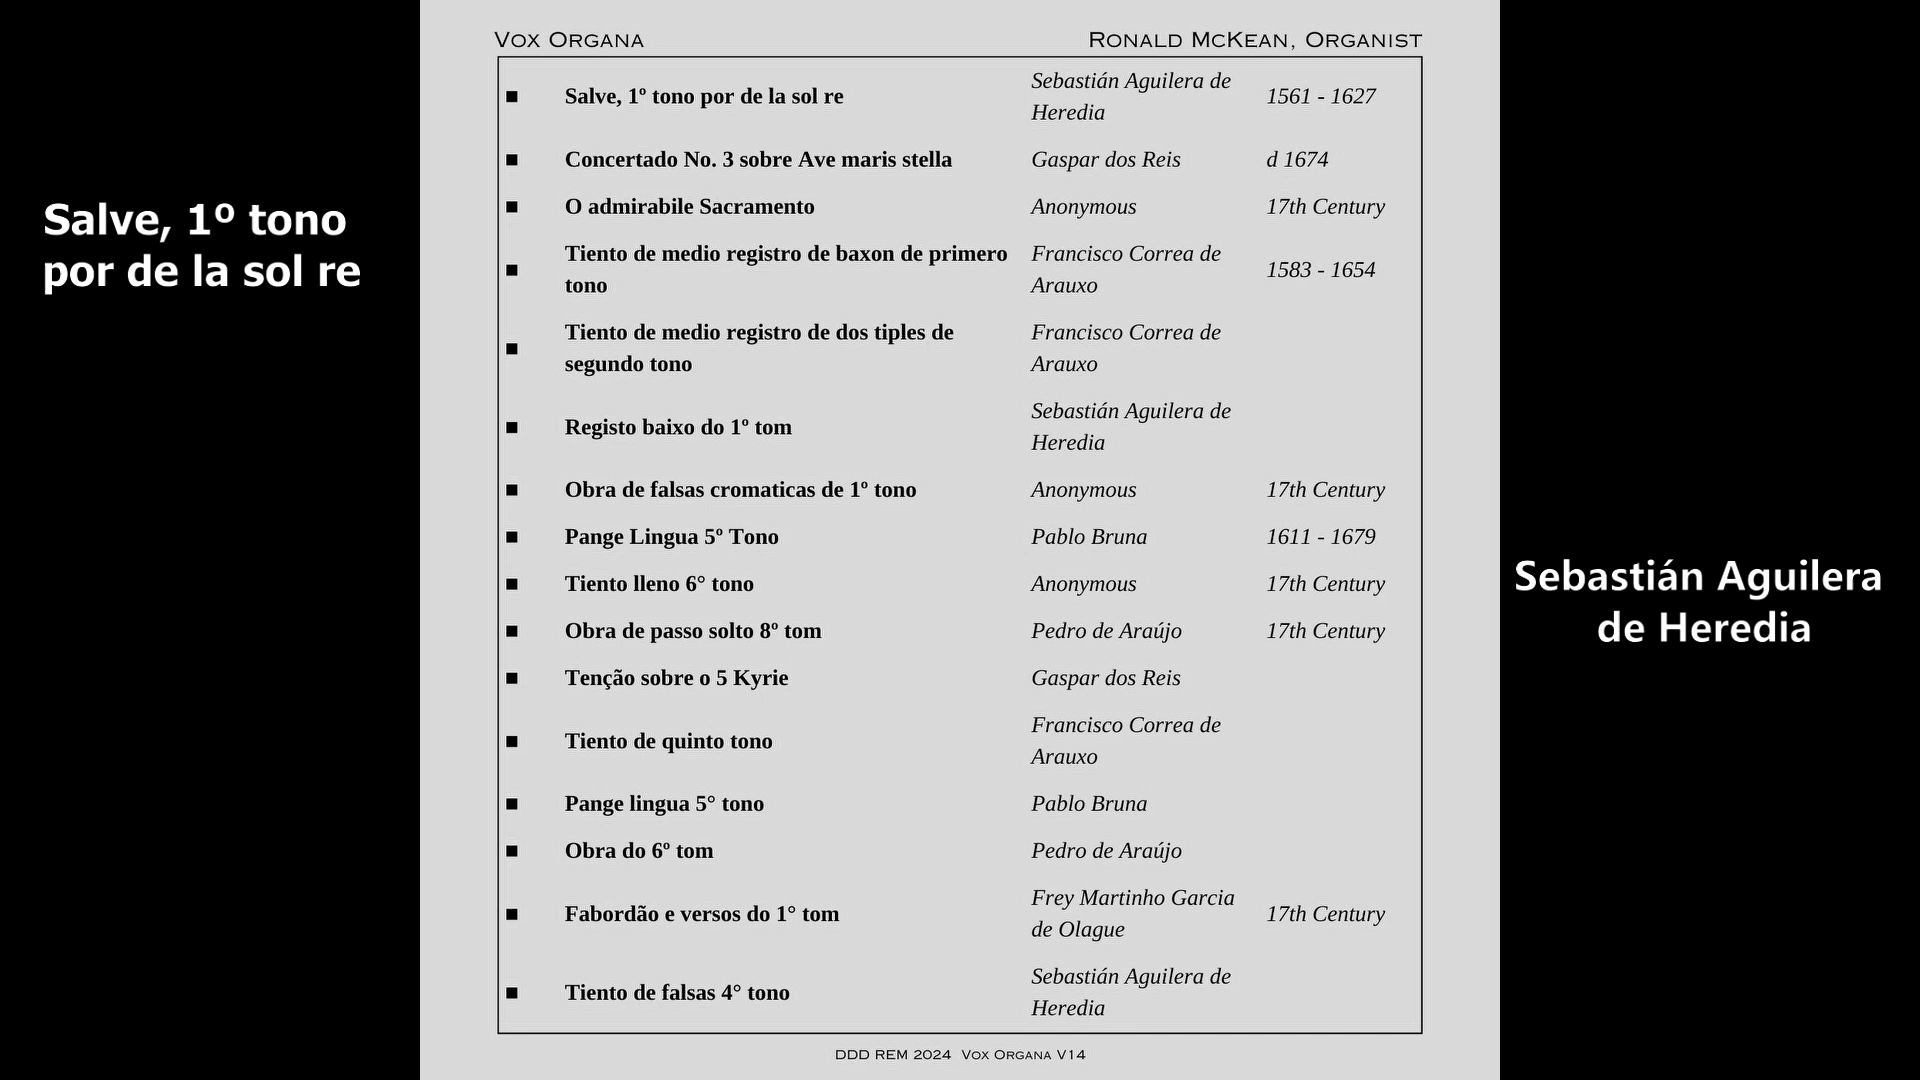 Vox Organa
Ronald McKean, Organist
Salve, 1º tono
por de la sol re
Salve, 1º tono por de la sol re
Sebastián Aguilera de
Heredia
1561 - 1627
Concertado No. 3 sobre Ave maris stella
Gaspar dos Reis
d 1674
O admirabile Sacramento
Anonymous
17th Century
Tiento de medio registro de baxon de primero
tono
Francisco Correa de
Arauxo
1583 - 1654
Tiento de medio registro de dos tiples de
segundo tono
Francisco Correa de
Arauxo
Registo baixo do 1º tom
Sebastián Aguilera de
Heredia
Obra de falsas cromaticas de 1º tono
Anonymous
17th Century
Pange Lingua 5º Tono
Pablo Bruna
1611 - 1679
Tiento lleno 6° tono
Anonymous
17th Century
Obra de passo solto 8º tom
Pedro de Araújo
17th Century
Tenção sobre o 5 Kyrie
Gaspar dos Reis
Tiento de quinto tono
Francisco Correa de
Arauxo
Pange lingua 5° tono
Pablo Bruna
Obra do 6º tom
Pedro de Araújo
Fabordão e versos do 1° tom
Frey Martinho Garcia
de Olague
17th Century
Tiento de falsas 4° tono
Sebastián Aguilera de
Heredia
Sebastián Aguilera
de Heredia
DDD REM 2024 Vox Organa V14